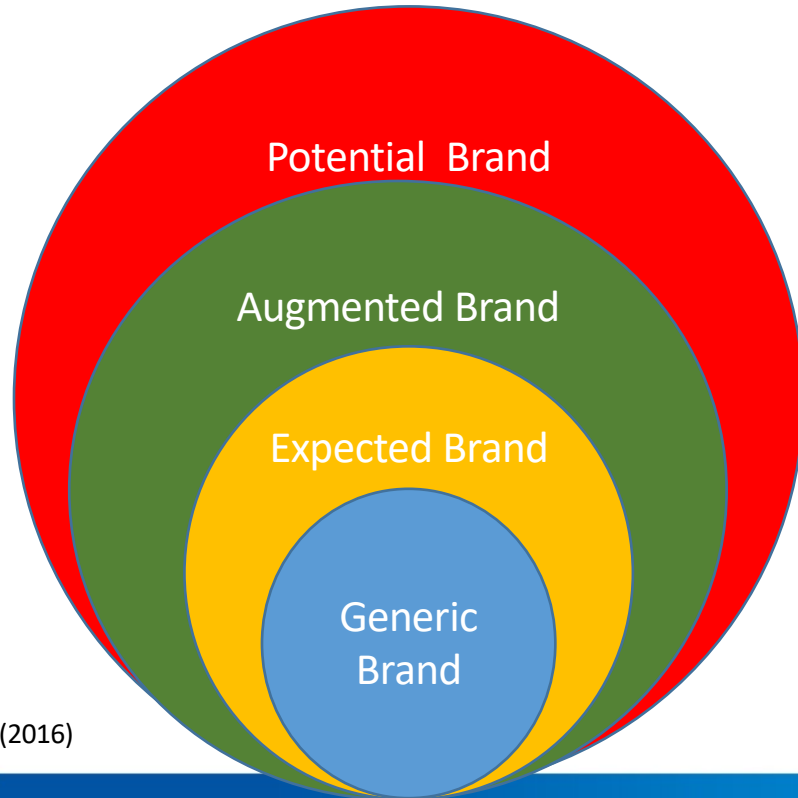 Potential  Brand
Augmented Brand
Expected Brand
Generic
Brand
(2016)